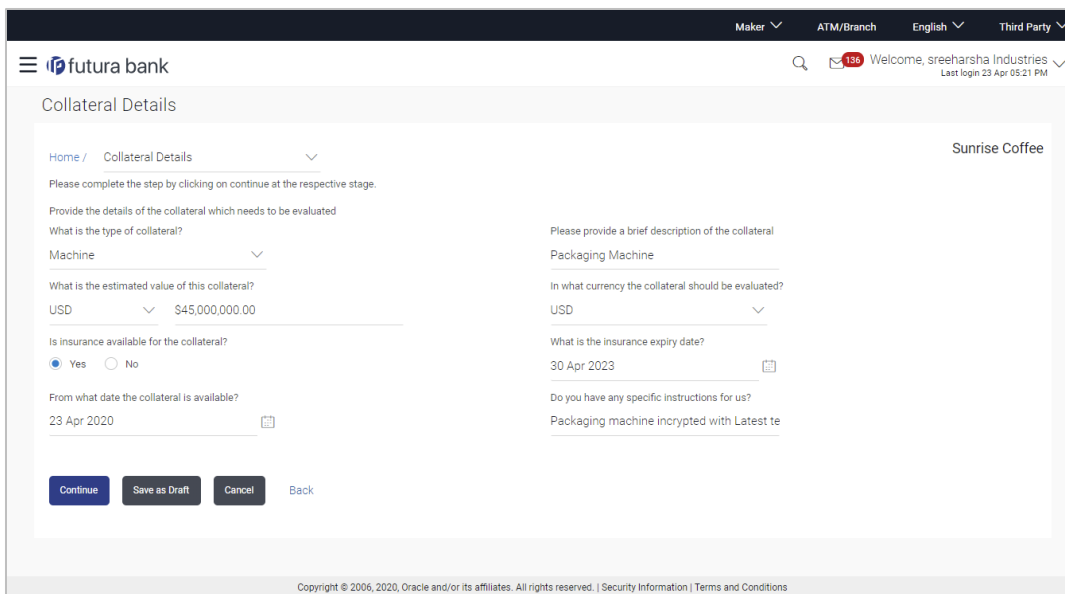 Maker ATM/Branch English Third Party
futura bank 136 Welcome, sreeharsha Industries
Last login 23 Apr 05:21 PM
Collateral Details
Sunrise Coffee
Home / Collateral Details
Please complete the step by clicking on continue at the respective stage.
Provide the details of the collateral which needs to be evaluated
What is the type of collateral? Please provide a brief description of the collateral
Machine Packaging Machine
What is the estimated value of this collateral? In what currency the collateral should be evaluated?
USD $45,000,000.00 USD
Is insurance available for the collateral? What is the insurance expiry date?
Yes No 30 Apr 2023
From what date the collateral is available? Do you have any specific instructions for us?
23 Apr 2020 Packaging machine incrypted with Latest te
Continue Save as Draft Cancel Back
Copyright © 2006, 2020, Oracle and/or its affiliates. All rights reserved. | Security Information | Terms and Conditions